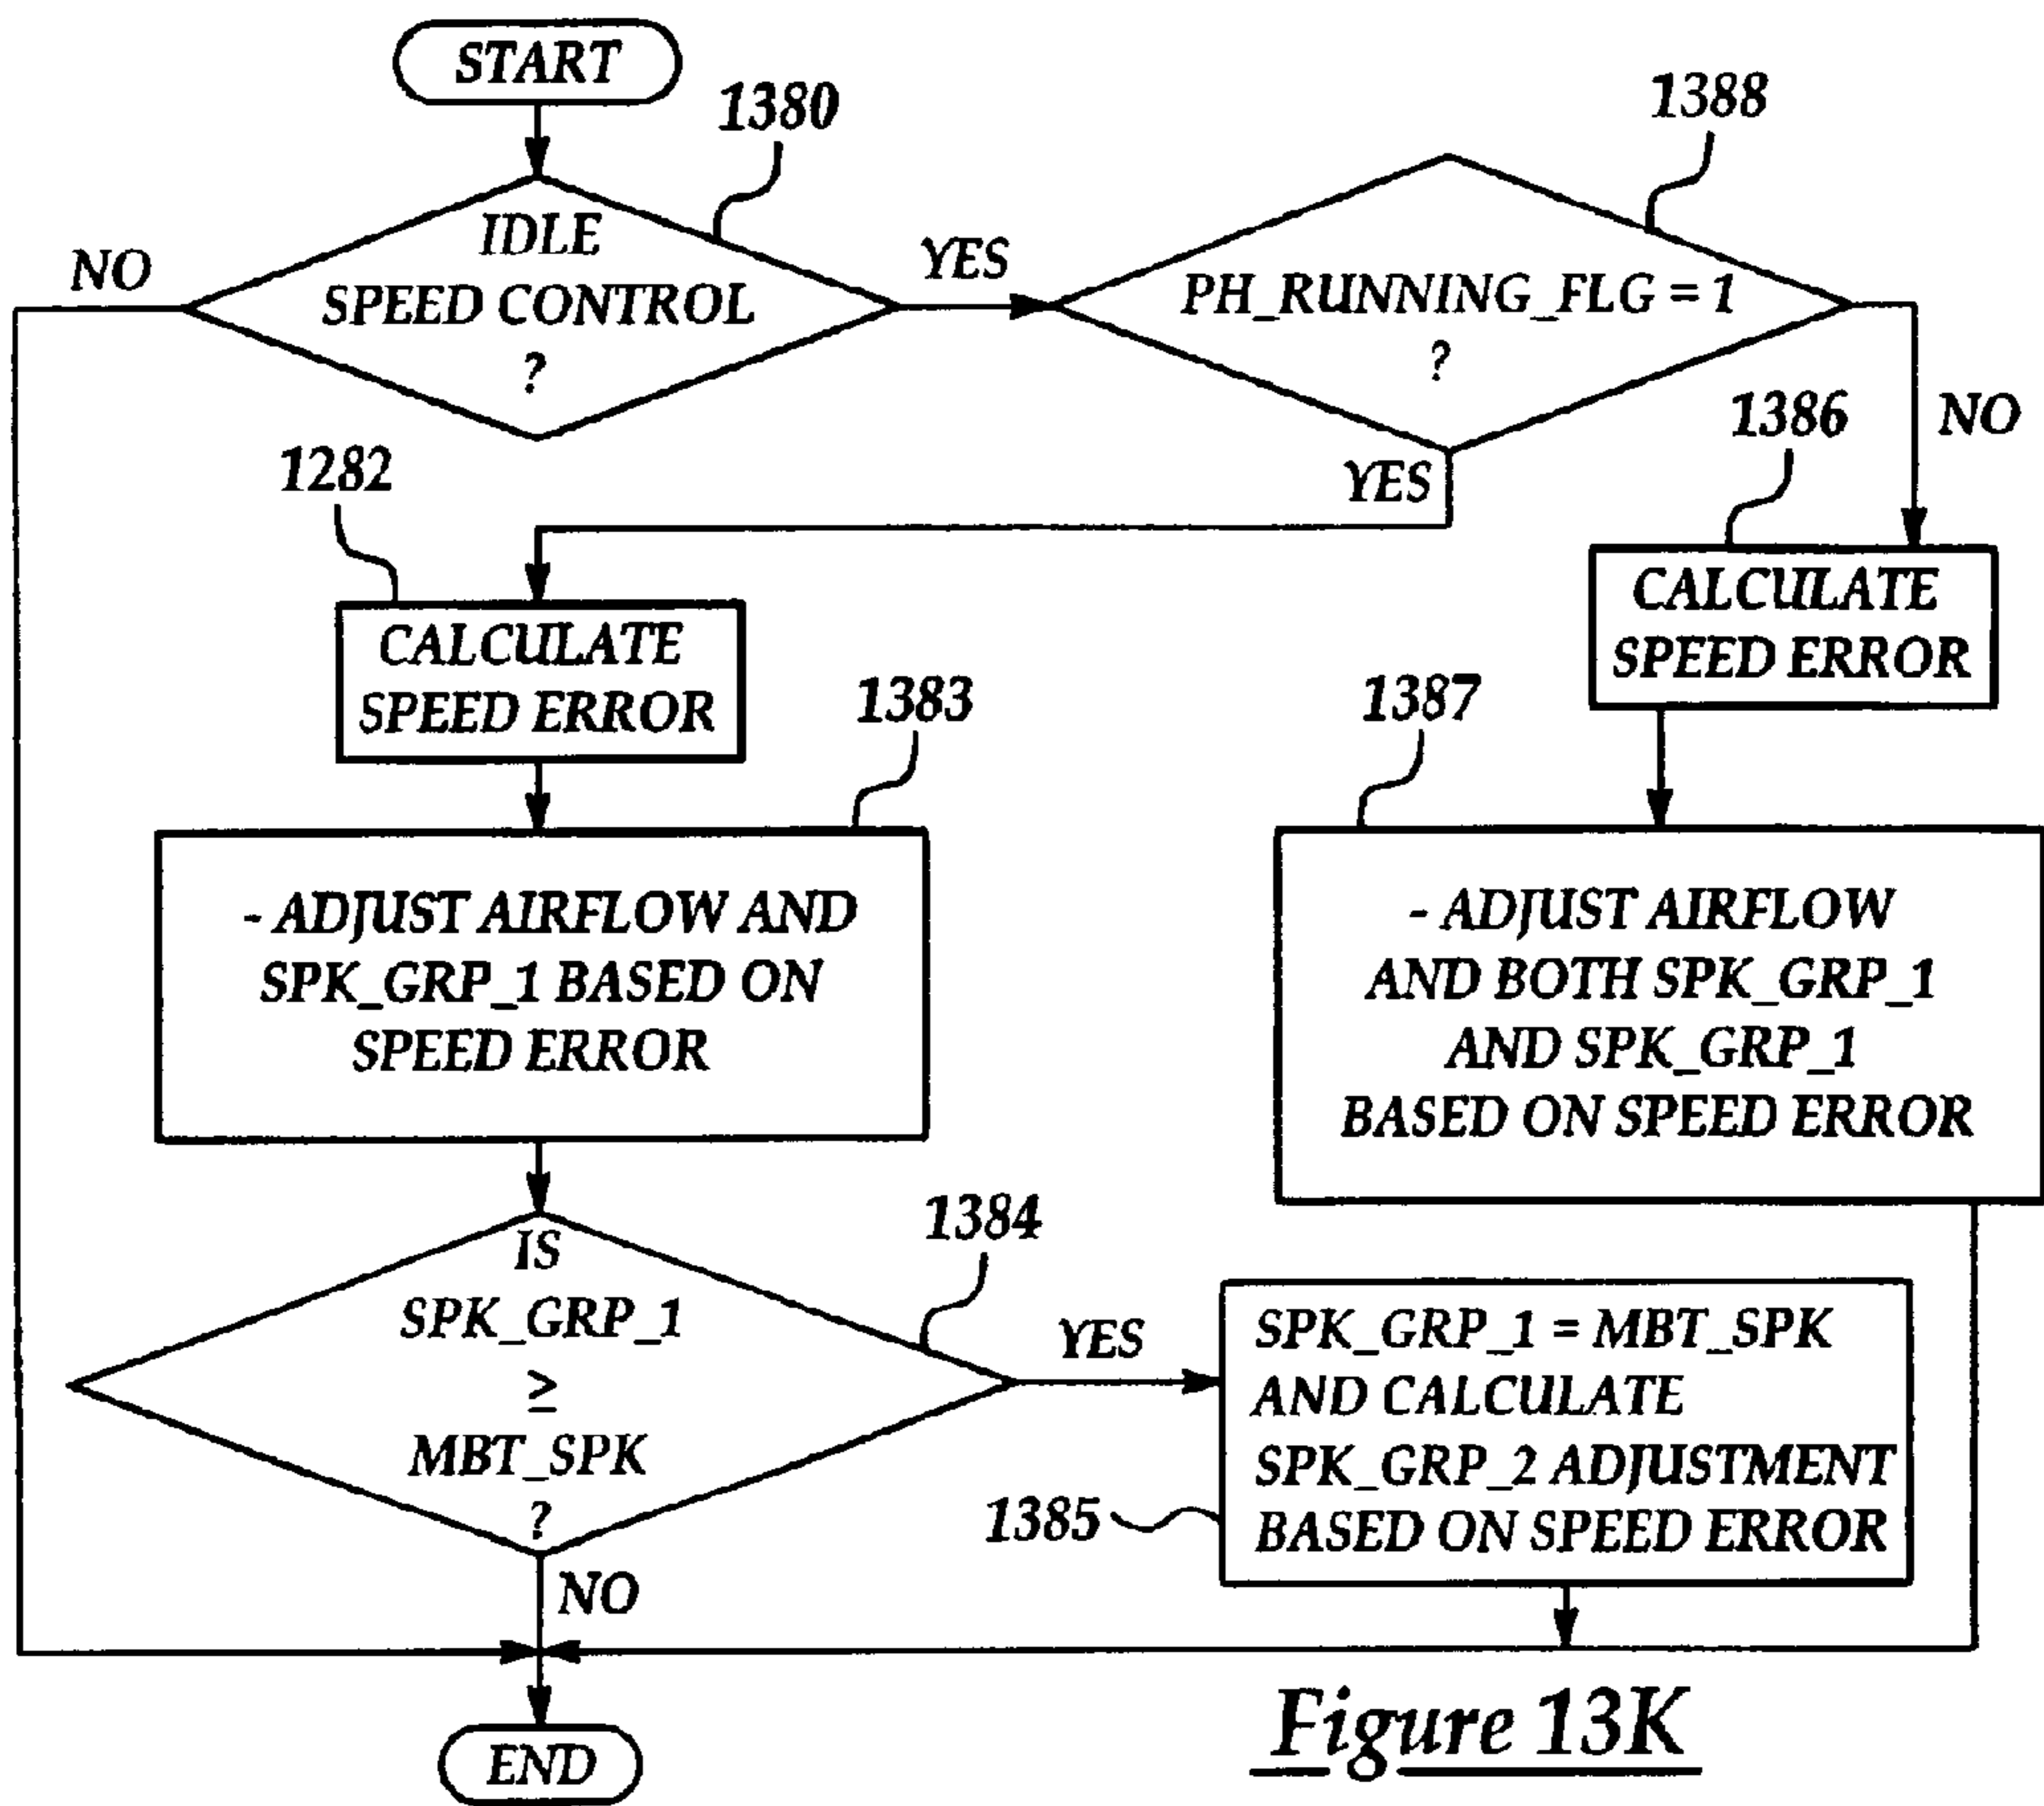 START
1380
1388
IDLE
SPEED CONTROL
?
NO
YES
PH_RUNNING_FLG = 1
?
1386
NO
YES
1282
CALCULATE
SPEED ERROR
CALCULATE
SPEED ERROR
1383
1387
- ADJUST AIRFLOW AND
SPK_GRP_1 BASED ON
SPEED ERROR
- ADJUST AIRFLOW
AND BOTH SPK_GRP_1
AND SPK_GRP_1
BASED ON SPEED ERROR
1384
IS
SPK_GRP_1
≥
MBT_SPK
?
YES
NO
SPK_GRP_1 = MBT_SPK
AND CALCULATE
SPK_GRP_2 ADJUSTMENT
BASED ON SPEED ERROR
1385
END
Figure 13K